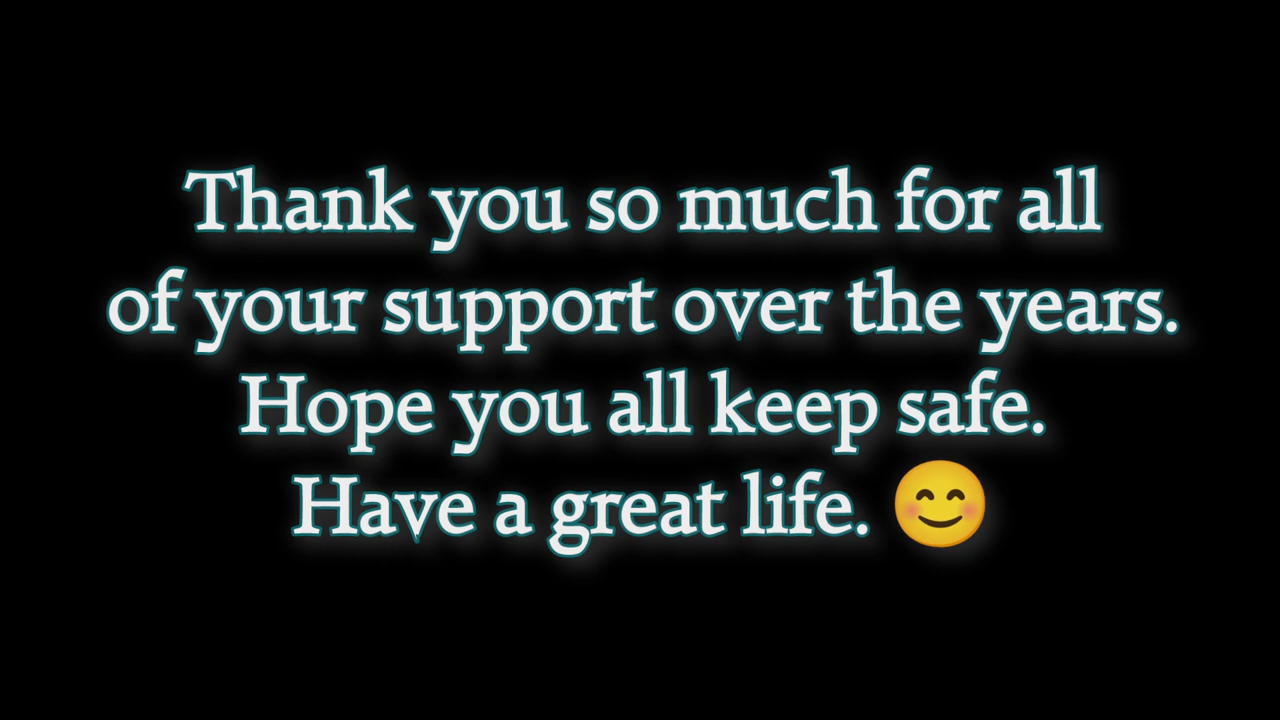 Thank you so much for all
of your support over the years.
Hope you all keep safe.
Have a great life. 😊